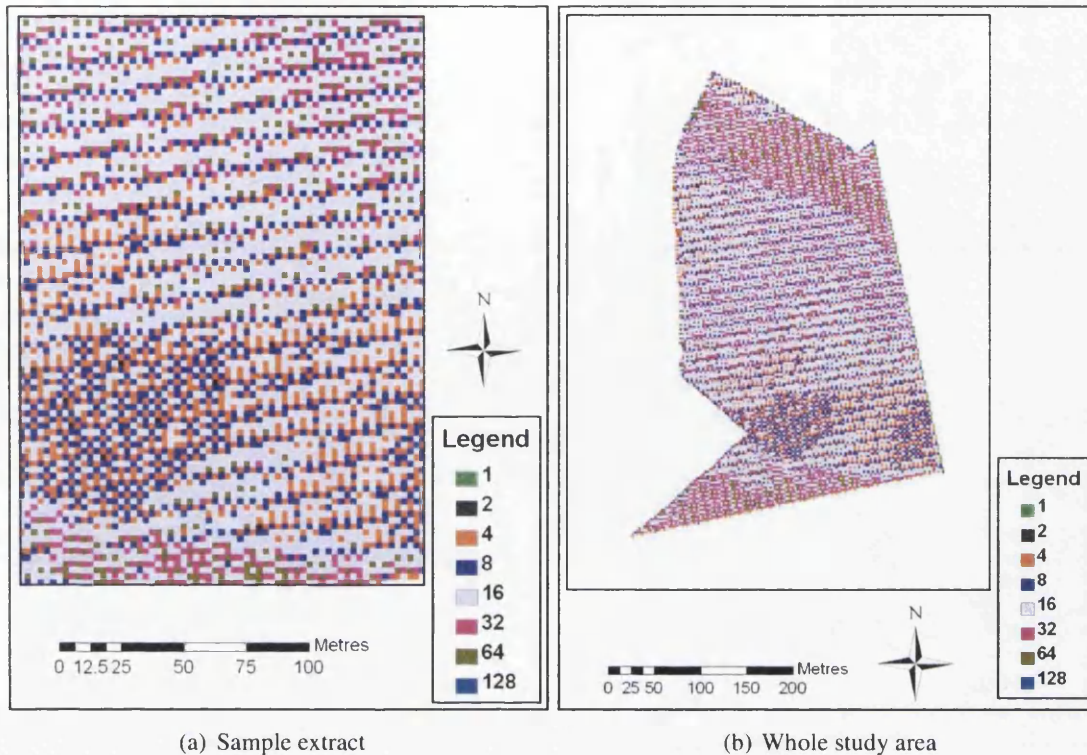 N
Legend
1
2
4
8
16
32
64
128
Metres
0 12.5 25 50 75 100
(a) Sample extract
N
Legend
1
2
4
8
16
32
64
128
Metres
0 25 50 100 150 200
(b) Whole study area